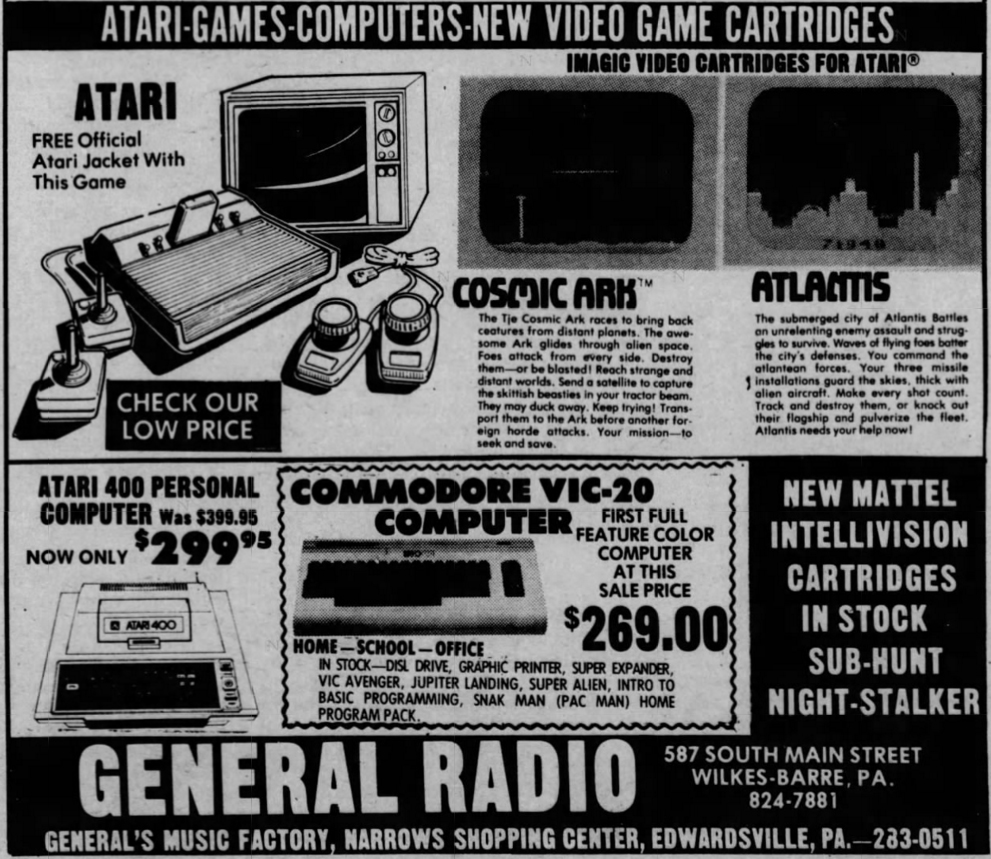 ATARI-GAMES-COMPUTERS-NEW VIDEO GAME CARTRIDGES
IMAGIC VIDEO CARTRIDGES FOR ATARI®
ATARI
FREE Official
Atari Jacket With
This Game
CHECK OUR
LOW PRICE
COSMIC ARK™
The Tje Cosmic Ark races to bring back
ceatures from distant planets. The awe-
some Ark glides through alien space.
Foes attack from every side. Destroy
them—or be blasted! Reach strange and
distant worlds. Send a satellite to capture
the skittish beasties in your tractor beam.
They may duck away. Keep trying! Trans-
port them to the Ark before another for-
eign horde attacks. Your mission—to
seek and save.
71940
ATLANTIS
The submerged city of Atlantis Battles
an unrelenting enemy assault and strug-
gles to survive. Waves of flying foes batter
the city's defenses. You command the
atlantean forces. Your three missile
installations guard the skies, thick with
alien aircraft. Make every shot count.
Track and destroy them, or knock out
their flagship and pulverize the fleet.
Atlantis needs your help now!
ATARI 400 PERSONAL
COMPUTER Was $399.95
NOW ONLY $29995
ATARI 400
COMMODORE VIC-20
COMPUTER
FIRST FULL
FEATURE COLOR
COMPUTER
AT THIS
SALE PRICE
$269.00
HOME—SCHOOL—OFFICE
IN STOCK—DISL DRIVE, GRAPHIC PRINTER, SUPER EXPANDER,
VIC AVENGER, JUPITER LANDING, SUPER ALIEN, INTRO TO
BASIC PROGRAMMING, SNAK MAN (PAC MAN) HOME
PROGRAM PACK.
NEW MATTEL
INTELLIVISION
CARTRIDGES
IN STOCK
SUB-HUNT
NIGHT-STALKER
GENERAL RADIO
587 SOUTH MAIN STREET
WILKES-BARRE, PA.
824-7881
GENERAL'S MUSIC FACTORY, NARROWS SHOPPING CENTER, EDWARDSVILLE, PA.—283-0511